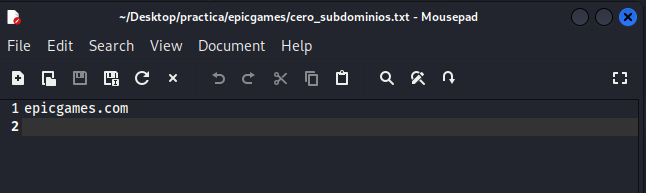 ~/Desktop/practica/epicgames/cero_subdominios.txt - Mousepad
File Edit Search View Document Help
1 epicgames.com
2